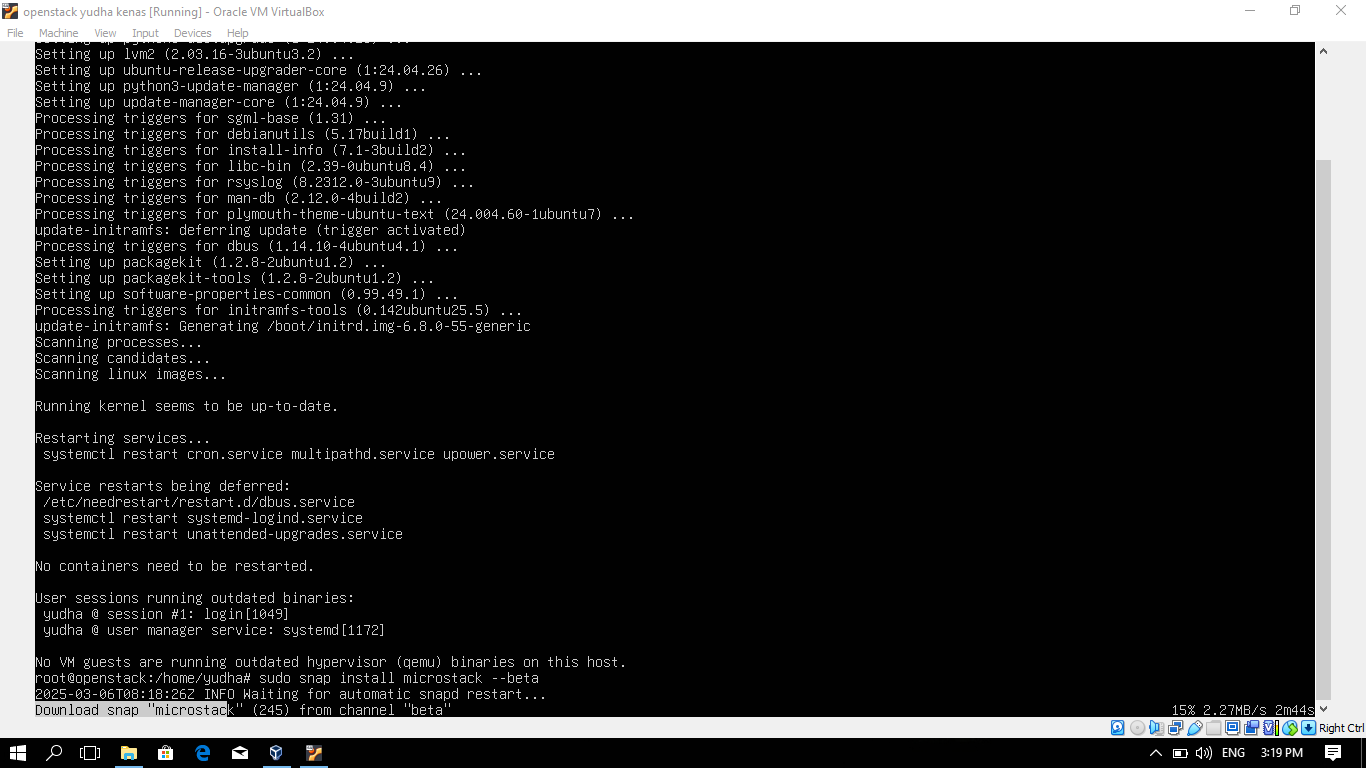 openstack yudha kenas [Running] - Oracle VM VirtualBox
File Machine View Input Devices Help
Setting up lvm2 (2.03.16-3ubuntu3.2) ...
Setting up ubuntu-release-upgrader-core (1:24.04.26) ...
Setting up python3-update-manager (1:24.04.9) ...
Setting up update-manager-core (1:24.04.9) ...
Processing triggers for sgml-base (1.31) ...
Processing triggers for debianutils (5.17build1) ...
Processing triggers for install-info (7.1-3build2) ...
Processing triggers for libc-bin (2.39-0ubuntu8.4) ...
Processing triggers for rsyslog (8.2312.0-3ubuntu9) ...
Processing triggers for man-db (2.12.0-4build2) ...
Processing triggers for plymouth-theme-ubuntu-text (24.004.60-1ubuntu7) ...
update-initramfs: deferring update (trigger activated)
Processing triggers for dbus (1.14.10-4ubuntu4.1) ...
Setting up packagekit (1.2.8-2ubuntu1.2) ...
Setting up packagekit-tools (1.2.8-2ubuntu1.2) ...
Setting up software-properties-common (0.99.49.1) ...
Processing triggers for initramfs-tools (0.142ubuntu25.5) ...
update-initramfs: Generating /boot/initrd.img-6.8.0-55-generic
Scanning processes...
Scanning candidates...
Scanning linux images...
Running kernel seems to be up-to-date.
Restarting services...
systemctl restart cron.service multipathd.service upower.service
Service restarts being deferred:
/etc/needrestart/restart.d/dbus.service
systemctl restart systemd-logind.service
systemctl restart unattended-upgrades.service
No containers need to be restarted.
User sessions running outdated binaries:
yudha @ session #1: login[1049]
yudha @ user manager service: systemd[1172]
No VM guests are running outdated hypervisor (qemu) binaries on this host.
root@openstack:/home/yudha# sudo snap install microstack --beta
2025-03-06T08:18:26Z INFO Waiting for automatic snapd restart...
Download snap "microstack" (245) from channel "beta" 15% 2.27MB/s 2m44s
Right Ctrl
ENG 3:19 PM